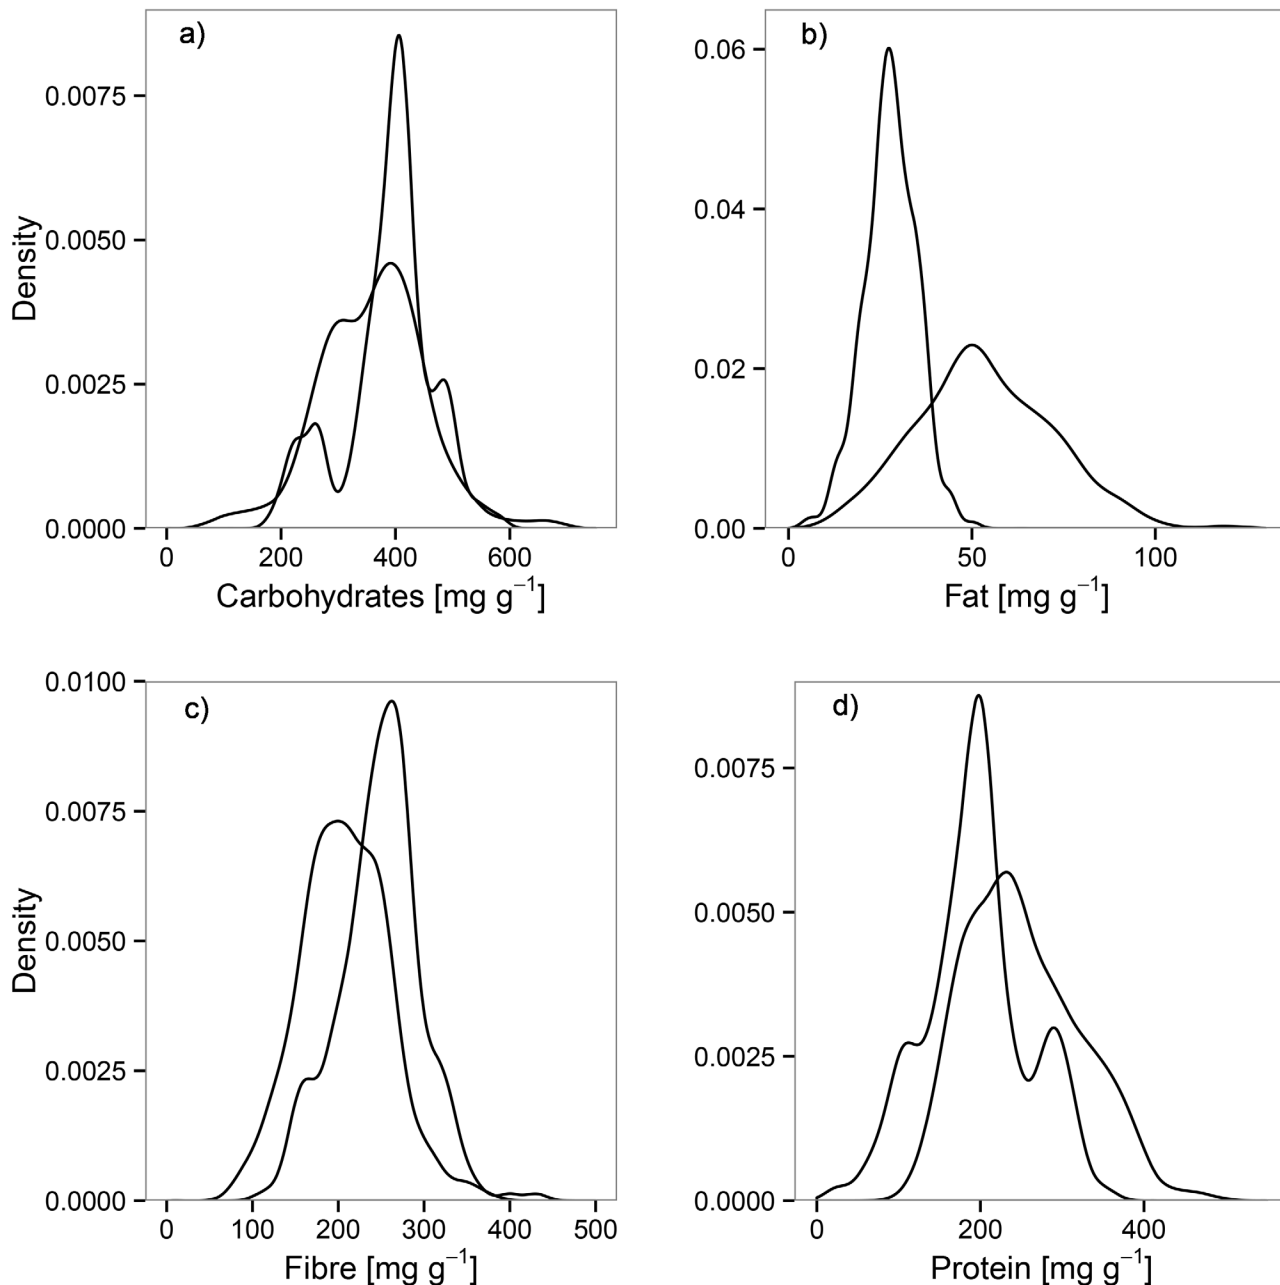 a)
0.0075
0.0050
0.0025
0.0000
Density
0 200 400 600
Carbohydrates [mg g⁻¹]
b)
0.06
0.04
0.02
0.00
0 50 100
Fat [mg g⁻¹]
c)
0.0100
0.0075
0.0050
0.0025
0.0000
Density
0 100 200 300 400 500
Fibre [mg g⁻¹]
d)
0.0075
0.0050
0.0025
0.0000
0 200 400
Protein [mg g⁻¹]